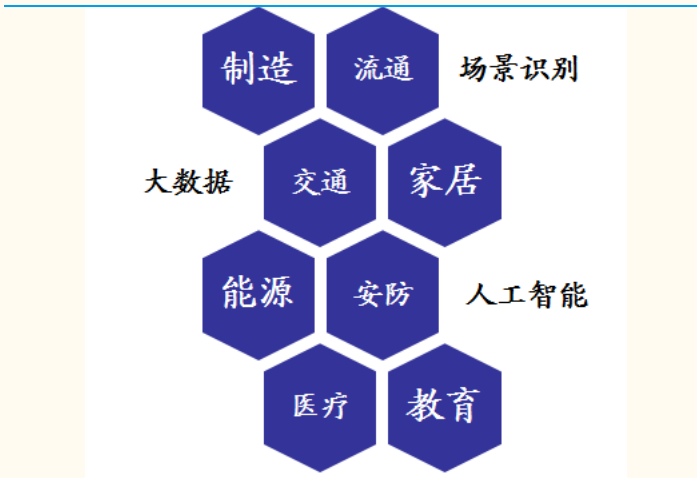 制造 流通 场景识别
大数据 交通 家居
能源 安防 人工智能
医疗 教育